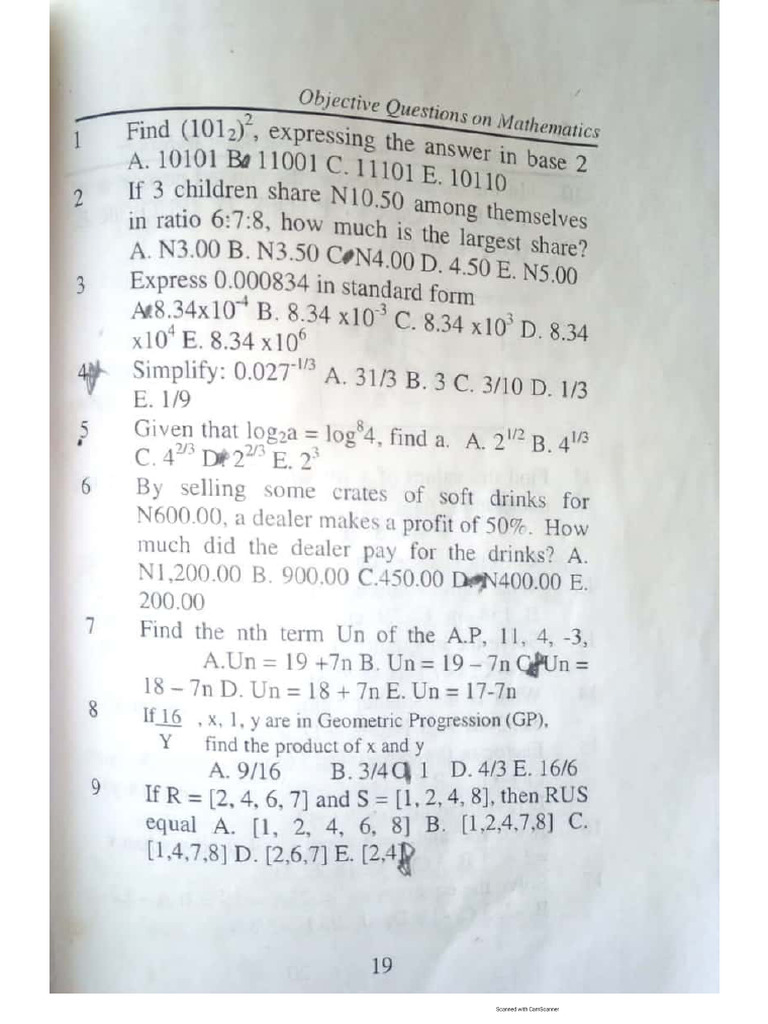 Objective Questions on Mathematics
1 Find (101₂)², expressing the answer in base 2
A. 10101 B. 11001 C. 11101 E. 10110
2 If 3 children share N10.50 among themselves
in ratio 6:7:8, how much is the largest share?
A. N3.00 B. N3.50 C. N4.00 D. 4.50 E. N5.00
3 Express 0.000834 in standard form
A. 8.34x10⁻⁴ B. 8.34 x10⁻³ C. 8.34 x10³ D. 8.34
x10⁴ E. 8.34 x10⁶
4 Simplify: 0.027⁻¹/³ A. 31/3 B. 3 C. 3/10 D. 1/3
E. 1/9
5 Given that log₂a = log⁸4, find a. A. 2¹/² B. 4¹/³
C. 4²/³ D. 2²/³ E. 2³
6 By selling some crates of soft drinks for
N600.00, a dealer makes a profit of 50%. How
much did the dealer pay for the drinks? A.
N1,200.00 B. 900.00 C.450.00 D. N400.00 E.
200.00
7 Find the nth term Un of the A.P, 11, 4, -3,
A.Un = 19 +7n B. Un = 19 – 7n C. Un =
18 – 7n D. Un = 18 + 7n E. Un = 17-7n
8 If 16 , x, 1, y are in Geometric Progression (GP),
Y find the product of x and y
A. 9/16 B. 3/4 C 1 D. 4/3 E. 16/6
9 If R = [2, 4, 6, 7] and S = [1, 2, 4, 8], then RUS
equal A. [1, 2, 4, 6, 8] B. [1,2,4,7,8] C.
[1,4,7,8] D. [2,6,7] E. [2,4]
19
Scanned with CamScanner